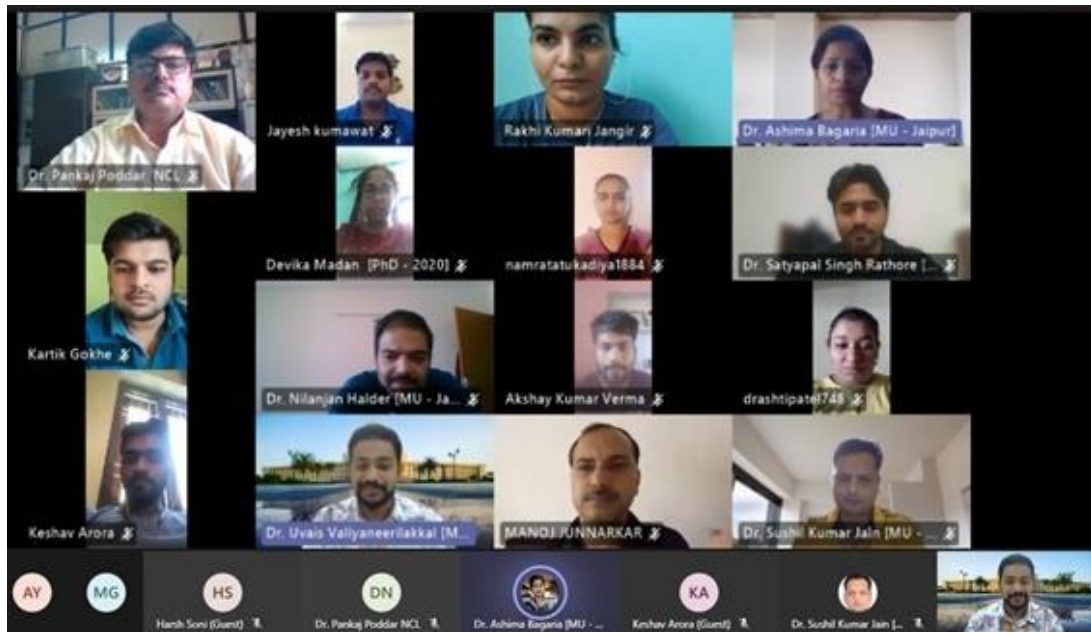 Dr. Pankaj Poddar NCL
Jayesh kumawat
Rakhi Kumari Jangir
Dr. Ashima Bagaria [MU - Jaipur]
Devika Madan [PhD - 2020]
namratatukadiya1884
Dr. Satyapal Singh Rathore [...
Kartik Gokhe
Dr. Nilanjan Halder [MU - Ja...
Akshay Kumar Verma
drashtipatel748
Keshav Arora
Dr. Uvais Valiyaneerilakkal [M...
MANOJ JUNNARKAR
Dr. Sushil Kumar Jain [MU - ...
AY
MG
HS
DN
KA
Harsh Soni (Guest)
Dr. Pankaj Poddar NCL
Dr. Ashima Bagaria [MU - ...
Keshav Arora (Guest)
Dr. Sushil Kumar Jain [...